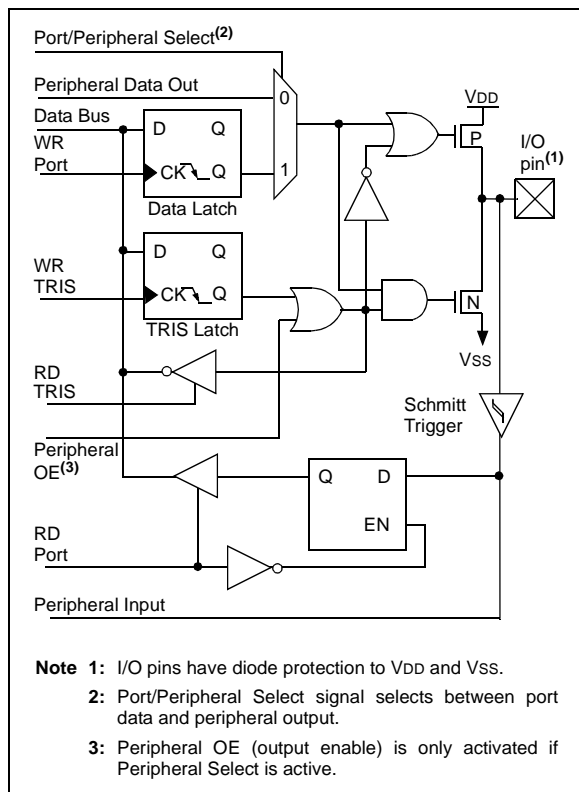 Port/Peripheral Select(2)
Peripheral Data Out
Data Bus
WR
Port
D Q
CK Q
Data Latch
0
1
VDD
P
I/O
pin(1)
WR
TRIS
D Q
CK Q
TRIS Latch
N
VSS
RD
TRIS
Schmitt
Trigger
Peripheral
OE(3)
Q D
EN
RD
Port
Peripheral Input
Note 1: I/O pins have diode protection to VDD and VSS.
2: Port/Peripheral Select signal selects between port
data and peripheral output.
3: Peripheral OE (output enable) is only activated if
Peripheral Select is active.